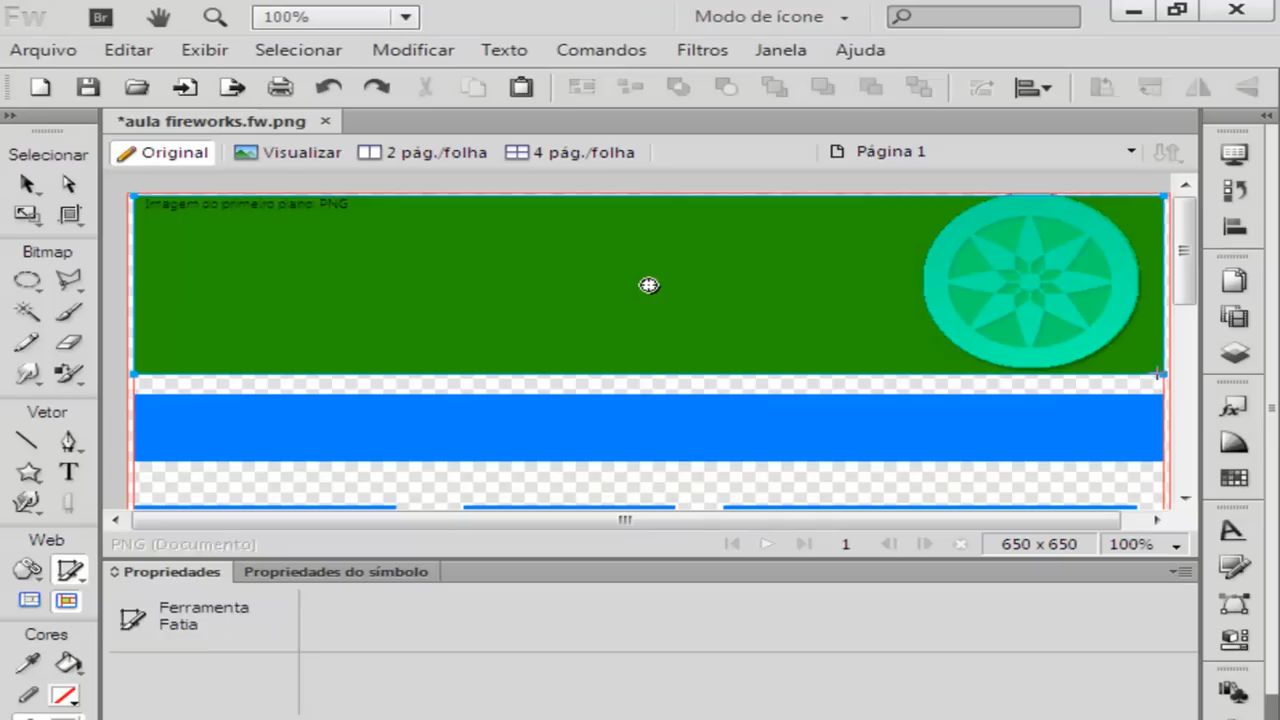 Fw Br 100% Modo de ícone
Arquivo Editar Exibir Selecionar Modificar Texto Comandos Filtros Janela Ajuda
*aula fireworks.fw.png
Selecionar Original Visualizar 2 pág./folha 4 pág./folha Página 1
Imagem do primeiro plano: PNG
Bitmap
Vetor
Web
PNG (Documento) 1 650 x 650 100%
Propriedades Propriedades do símbolo
Ferramenta
Fatia
Cores